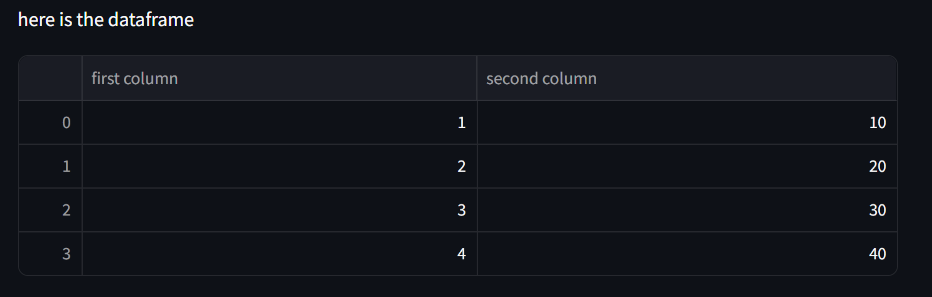 here is the dataframe
first column second column
0 1 10
1 2 20
2 3 30
3 4 40